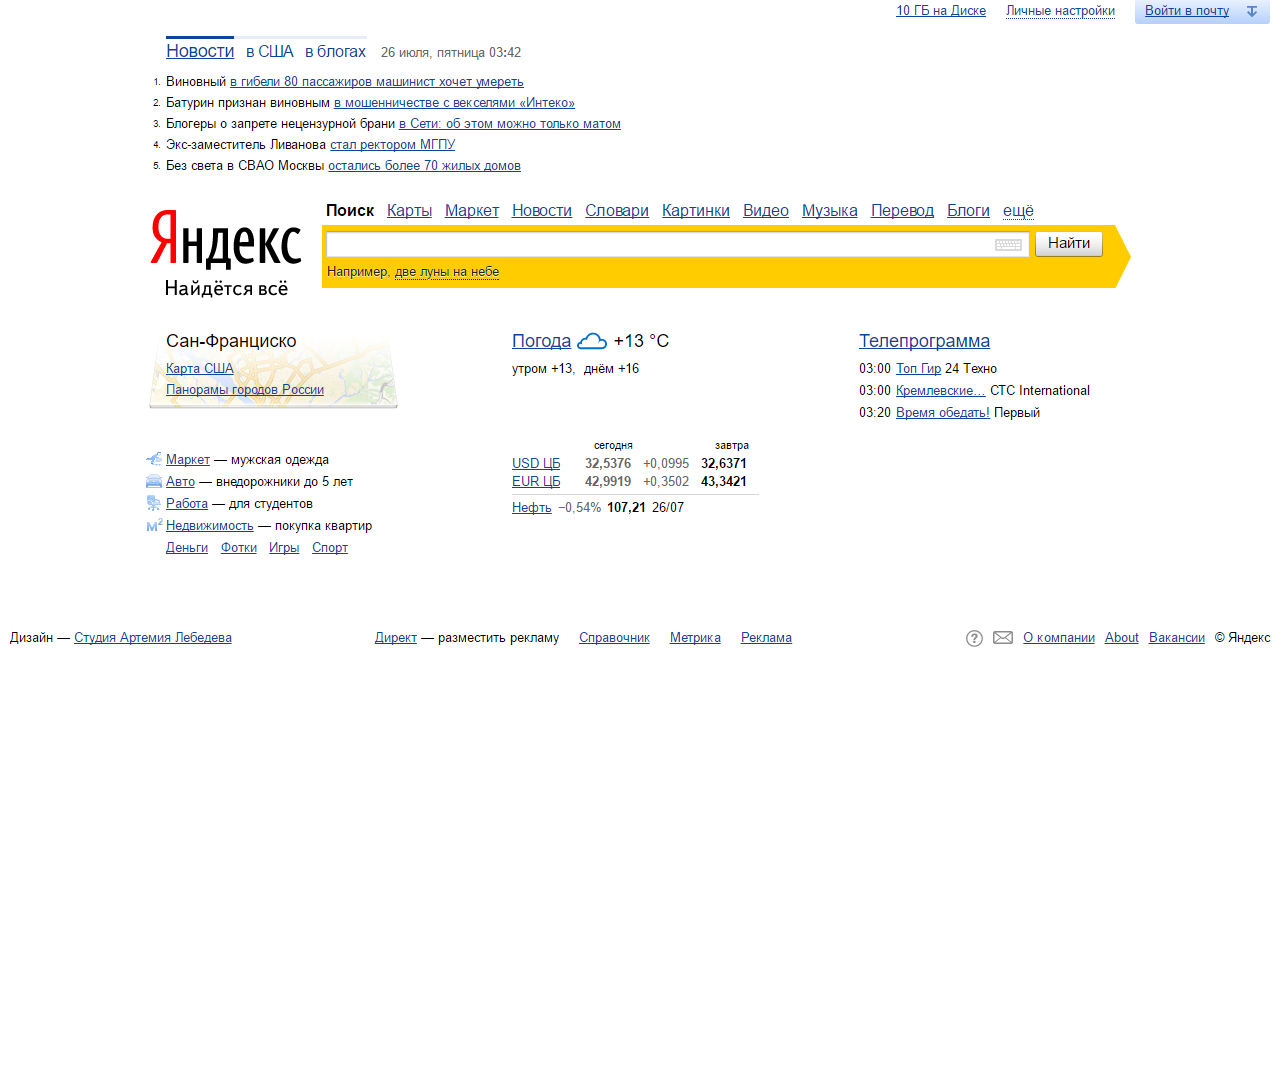 10 ГБ на Диске Личные настройки Войти в почту
Новости в США в блогах 26 июля, пятница 03:42
1. Виновный в гибели 80 пассажиров машинист хочет умереть
2. Батурин признан виновным в мошенничестве с векселями «Интеко»
3. Блогеры о запрете нецензурной брани в Сети: об этом можно только матом
4. Экс-заместитель Ливанова стал ректором МГПУ
5. Без света в СВАО Москвы остались более 70 жилых домов
Поиск Карты Маркет Новости Словари Картинки Видео Музыка Перевод Блоги ещё
Яндекс
Найти
Например, две луны на небе
Найдётся всё
Сан-Франциско
Карта США
Панорамы городов России
Погода +13 °C
утром +13, днём +16
Телепрограмма
03:00 Топ Гир 24 Техно
03:00 Кремлевские... СТС International
03:20 Время обедать! Первый
Маркет — мужская одежда
Авто — внедорожники до 5 лет
Работа — для студентов
м² Недвижимость — покупка квартир
Деньги Фотки Игры Спорт
сегодня завтра
USD ЦБ 32,5376 +0,0995 32,6371
EUR ЦБ 42,9919 +0,3502 43,3421
Нефть −0,54% 107,21 26/07
Дизайн — Студия Артемия Лебедева Директ — разместить рекламу Справочник Метрика Реклама ? О компании About Вакансии © Яндекс